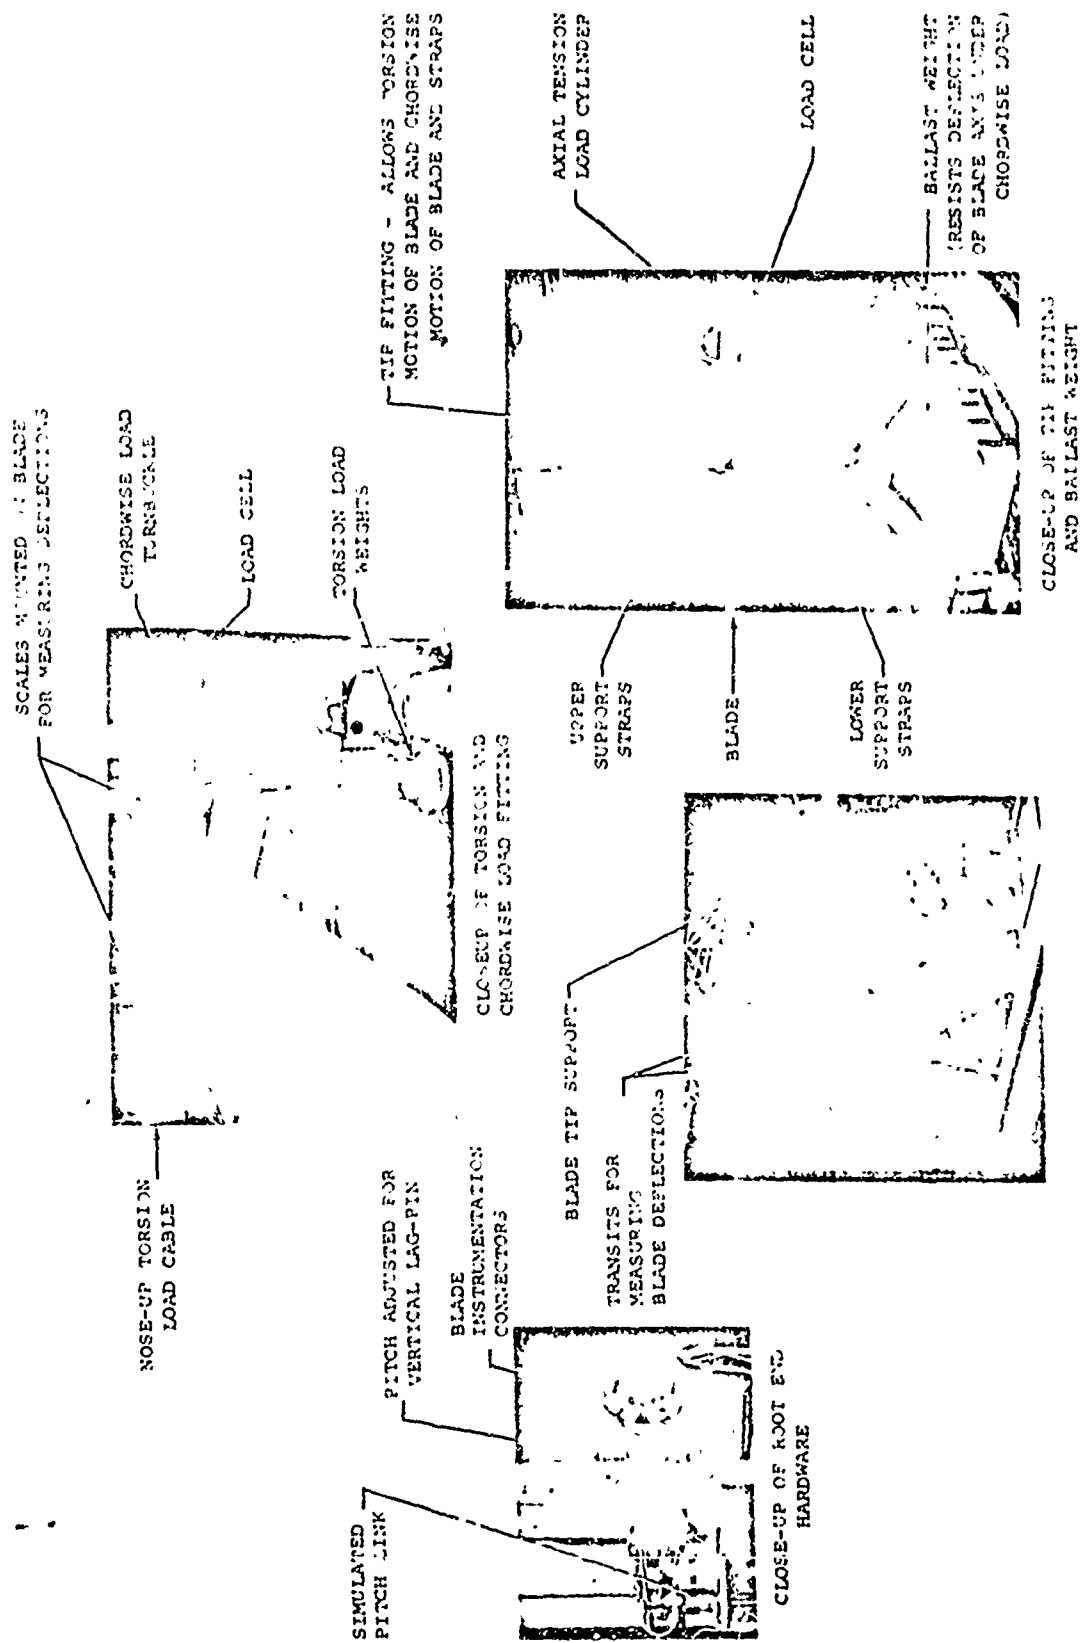 SCALES MOUNTED ON BLADE
FOR MEASURING DEFLECTIONS
CHORDWISE LOAD
TURNBUCKLE
LOAD CELL
TORSION LOAD
WEIGHTS
NOSE-UP TORSION
LOAD CABLE
CLOSEUP OF TORSION AND
CHORDWISE LOAD FITTING
TIP FITTING - ALLOWS TORSION
MOTION OF BLADE AND CHORDWISE
MOTION OF BLADE AND STRAPS
AXIAL TENSION
LOAD CYLINDER
LOAD CELL
BALLAST WEIGHT
(RESISTS DEFLECTION
OF BLADE AXIS UNDER
CHORDWISE LOAD)
UPPER
SUPPORT
STRAPS
BLADE
LOWER
SUPPORT
STRAPS
CLOSE-UP OF TIP FITTING
AND BALLAST WEIGHT
SIMULATED
PITCH LINK
PITCH ADJUSTED FOR
VERTICAL LAG-PIN
BLADE
INSTRUMENTATION
CONNECTORS
CLOSE-UP OF ROOT END
HARDWARE
BLADE TIP SUPPORT
TRANSITS FOR
MEASURING
BLADE DEFLECTIONS